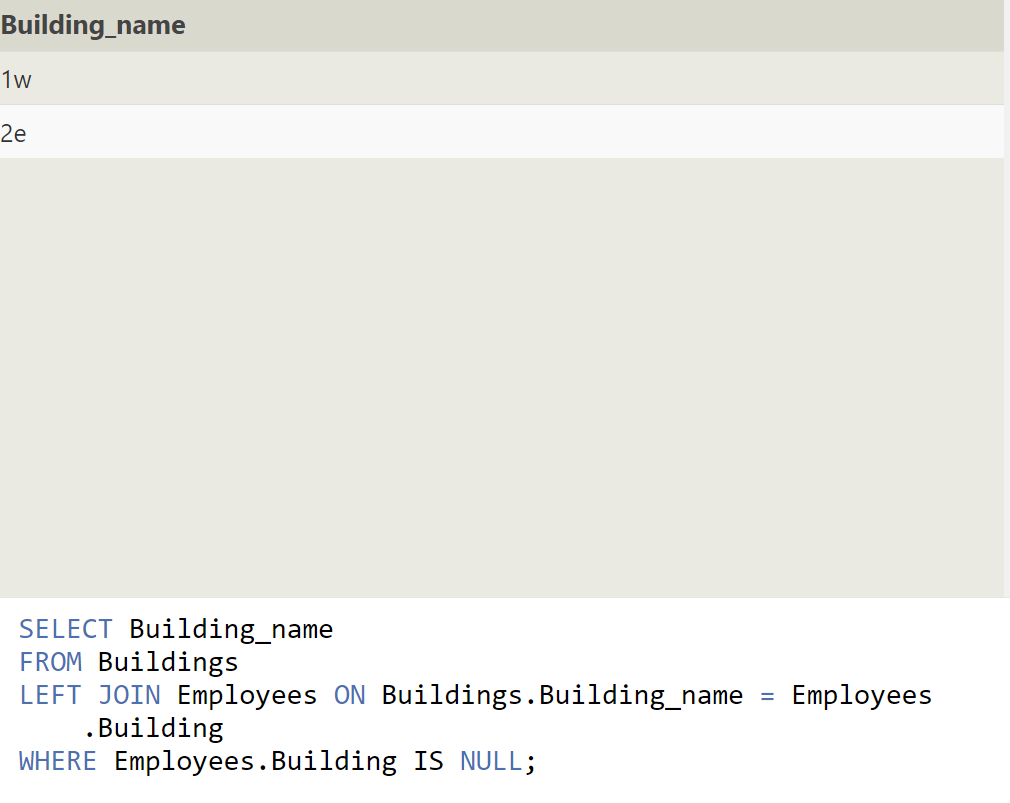 Building_name
1w
2e
SELECT Building_name
FROM Buildings
LEFT JOIN Employees ON Buildings.Building_name = Employees
.Building
WHERE Employees.Building IS NULL;